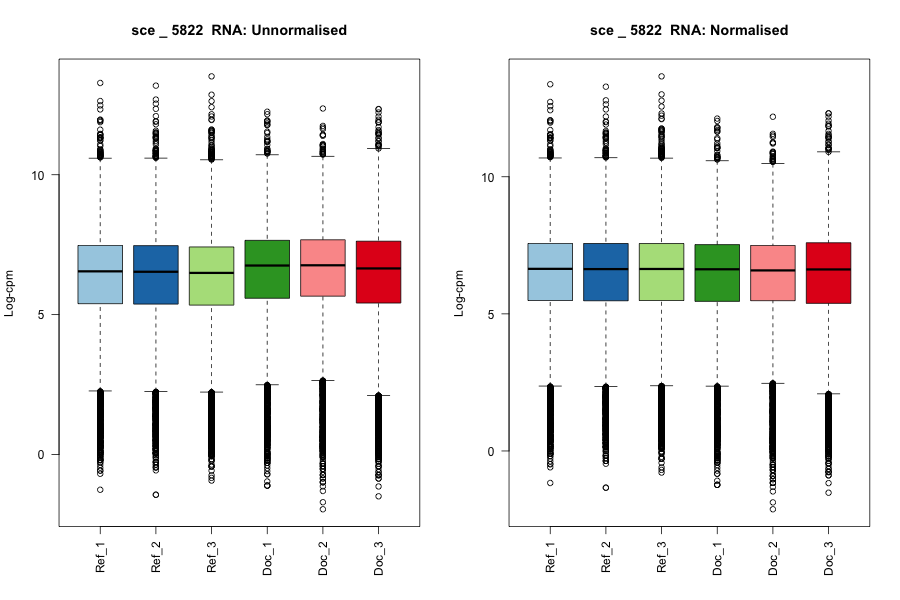 sce _ 5822 RNA: Unnormalised
Log-cpm
10
5
0
Ref_1
Ref_2
Ref_3
Doc_1
Doc_2
Doc_3
sce _ 5822 RNA: Normalised
Log-cpm
10
5
0
Ref_1
Ref_2
Ref_3
Doc_1
Doc_2
Doc_3